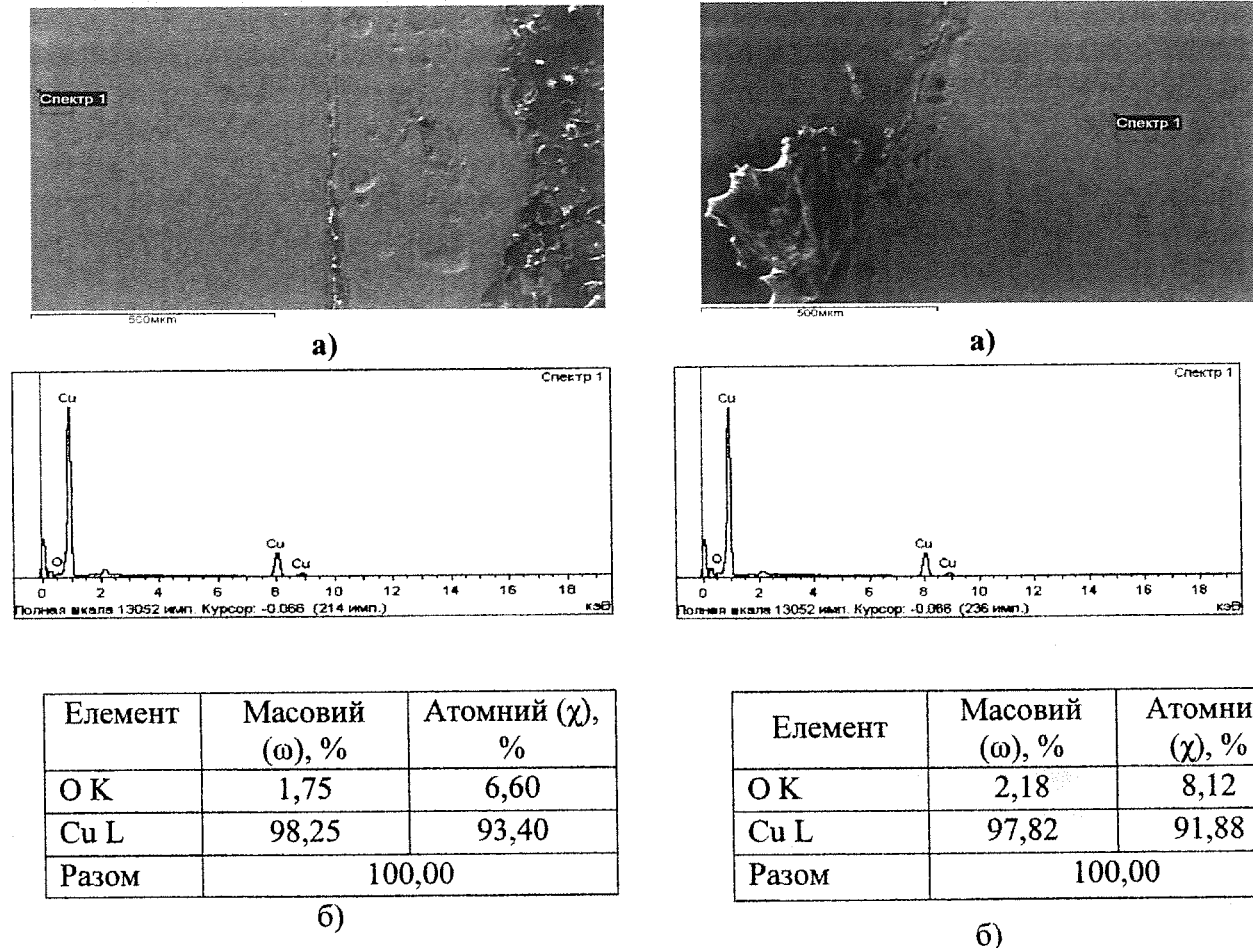 Спектр 1
500мкm
а)
Спектр 1
Cu
O
Cu
Cu
0 2 4 6 8 10 12 14 16 18
Полная шкала 13052 имп. Курсор: -0.066 (214 имп.) кэВ
Елемент Масовий (ω), % Атомний (χ), %
O K 1,75 6,60
Cu L 98,25 93,40
Разом 100,00
б)
Спектр 1
500мкm
а)
Спектр 1
Cu
O
Cu
Cu
0 2 4 6 8 10 12 14 16 18
Полная шкала 13052 имп. Курсор: -0.066 (236 имп.) кэВ
Елемент Масовий (ω), % Атомни (χ), %
O K 2,18 8,12
Cu L 97,82 91,88
Разом 100,00
б)